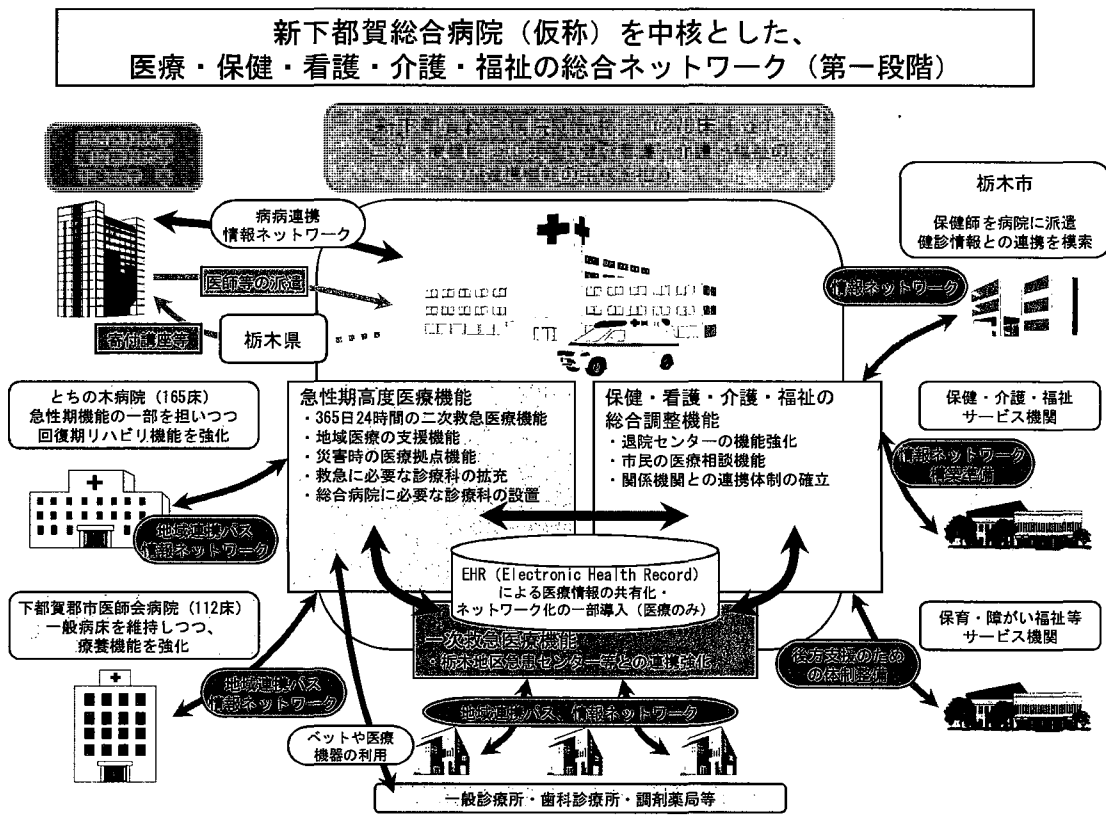 新下都賀総合病院（仮称）を中核とした、
医療・保健・看護・介護・福祉の総合ネットワーク（第一段階）
病病連携
情報ネットワーク
医師等の派遣
寄付講座等
栃木県
栃木市
保健師を病院に派遣
健診情報との連携を模索
情報ネットワーク
とちの木病院（165床）
急性期機能の一部を担いつつ
回復期リハビリ機能を強化
地域連携パス
情報ネットワーク
下都賀郡市医師会病院（112床）
一般病床を維持しつつ、
療養機能を強化
地域連携パス
情報ネットワーク
急性期高度医療機能
・365日24時間の二次救急医療機能
・地域医療の支援機能
・災害時の医療拠点機能
・救急に必要な診療科の拡充
・総合病院に必要な診療科の設置
保健・看護・介護・福祉の
総合調整機能
・退院センターの機能強化
・市民の医療相談機能
・関係機関との連携体制の確立
EHR（Electronic Health Record）
による医療情報の共有化・
ネットワーク化の一部導入（医療のみ）
一次救急医療機能
・栃木地区急患センター等との連携強化
地域連携パス、情報ネットワーク
ベットや医療
機器の利用
一般診療所・歯科診療所・調剤薬局等
保健・介護・福祉
サービス機関
情報ネットワーク
構築整備
保育・障がい福祉等
サービス機関
後方支援のため
の体制整備